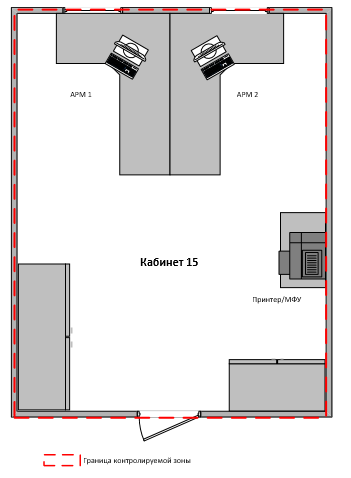 АРМ 1
АРМ 2
Кабинет 15
Принтер/МФУ
Граница контролируемой зоны